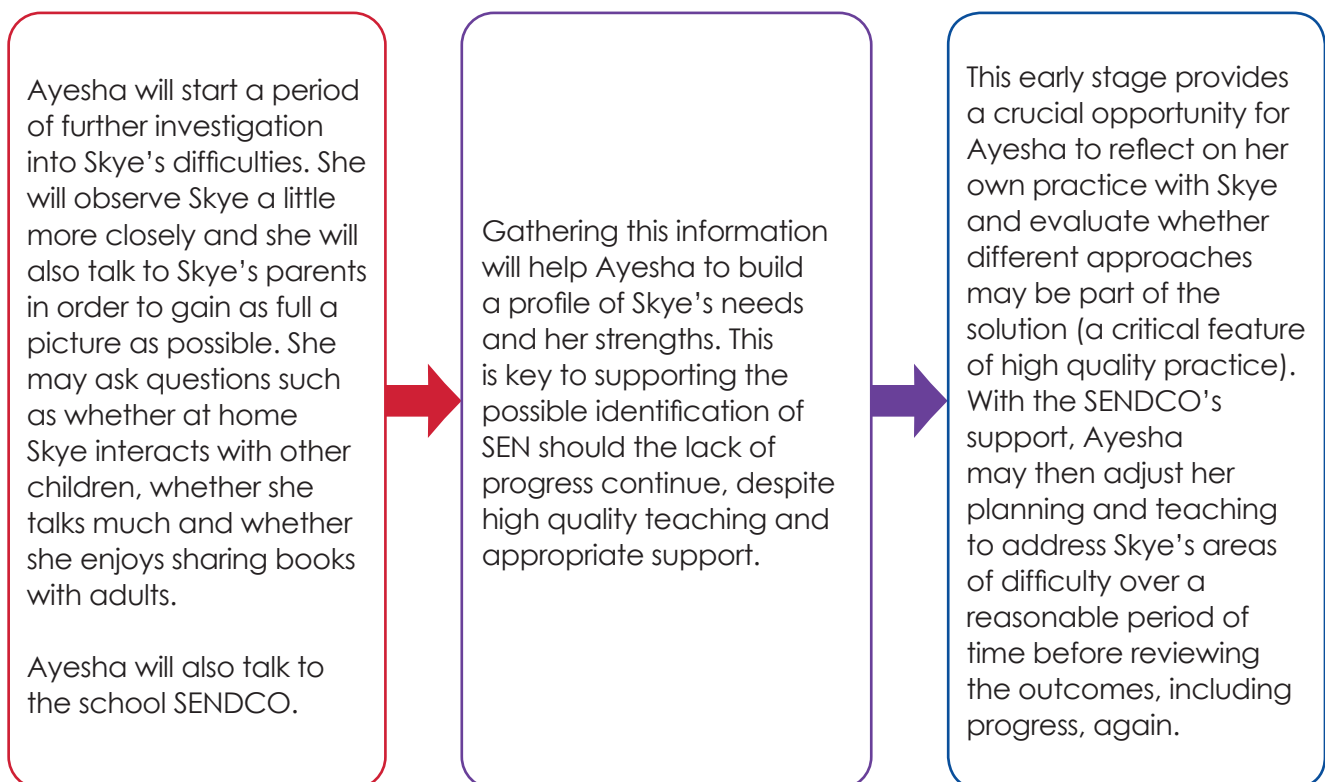 Ayesha will start a period
of further investigation
into Skye’s difficulties. She
will observe Skye a little
more closely and she will
also talk to Skye’s parents
in order to gain as full a
picture as possible. She
may ask questions such
as whether at home
Skye interacts with other
children, whether she
talks much and whether
she enjoys sharing books
with adults.
Ayesha will also talk to
the school SENDCO.
Gathering this information
will help Ayesha to build
a profile of Skye’s needs
and her strengths. This
is key to supporting the
possible identification of
SEN should the lack of
progress continue, despite
high quality teaching and
appropriate support.
This early stage provides
a crucial opportunity for
Ayesha to reflect on her
own practice with Skye
and evaluate whether
different approaches
may be part of the
solution (a critical feature
of high quality practice).
With the SENDCO’s
support, Ayesha
may then adjust her
planning and teaching
to address Skye’s areas
of difficulty over a
reasonable period of
time before reviewing
the outcomes, including
progress, again.